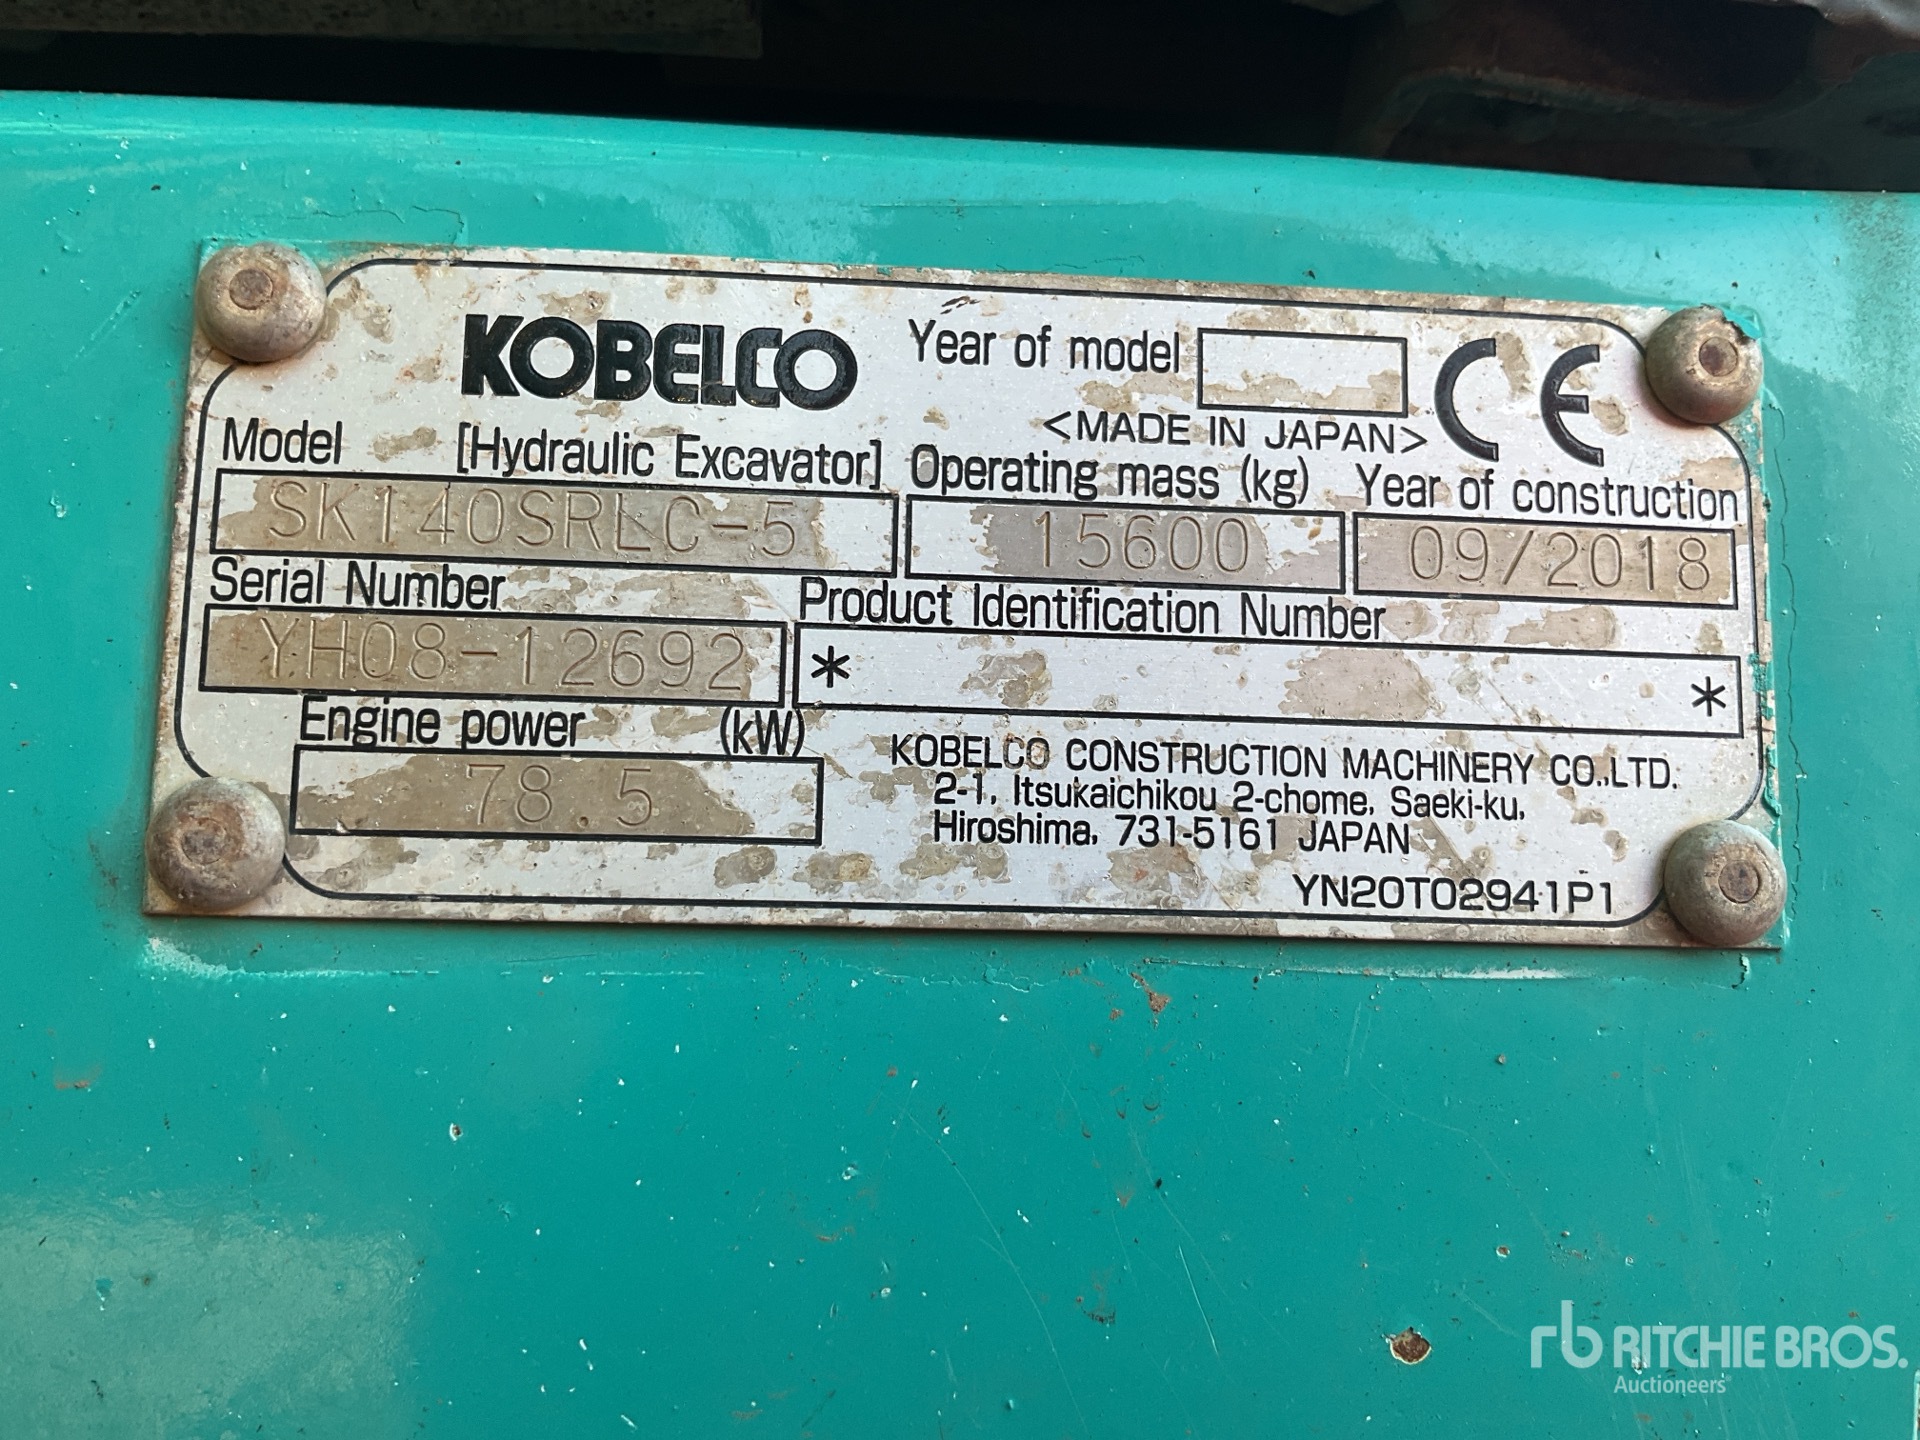 KOBELCO Year of model CE
<MADE IN JAPAN>
Model [Hydraulic Excavator] Operating mass (kg) Year of construction
SK140SRLC-5 15600 09/2018
Serial Number Product Identification Number
YH08-12692 * *
Engine power (kW)
78.5
KOBELCO CONSTRUCTION MACHINERY CO.,LTD.
2-1, Itsukaichikou 2-chome, Saeki-ku,
Hiroshima, 731-5161 JAPAN
YN20T02941P1
rb RITCHIE BROS.
Auctioneers